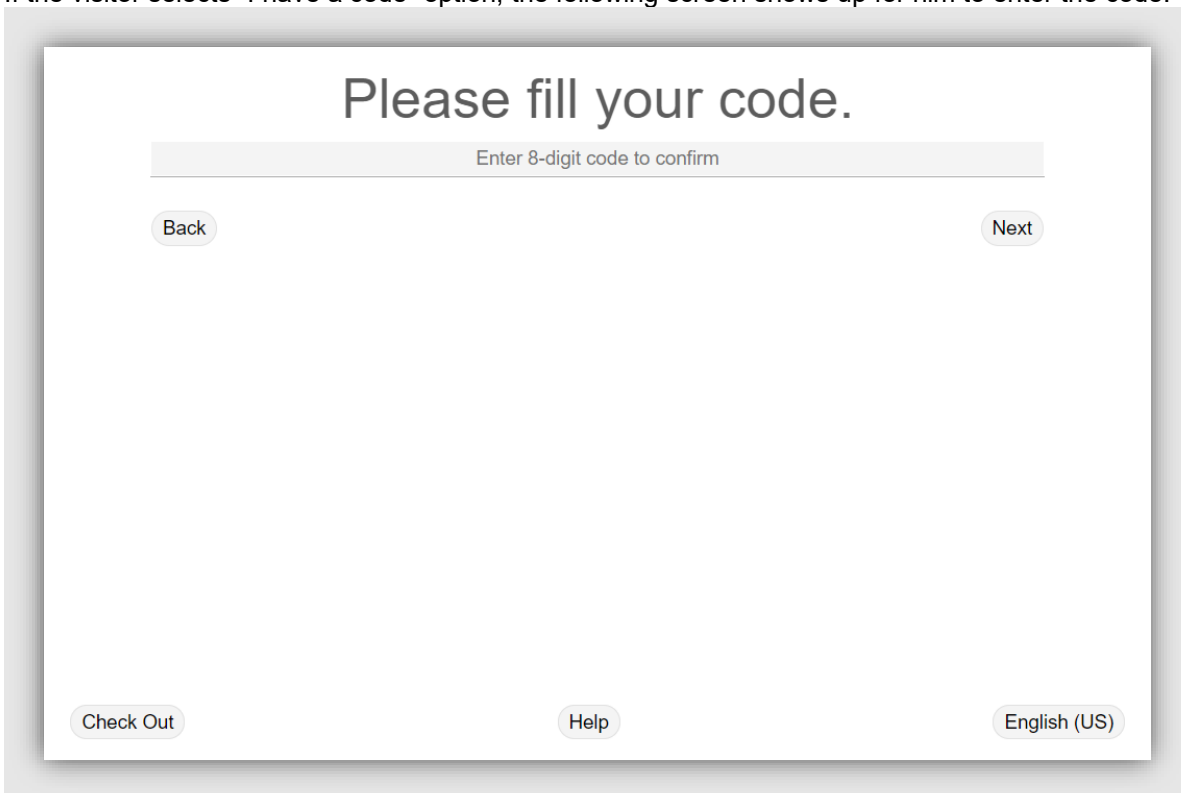 If the visitor selects "I have a code" option, the following screen shows up for him to enter the code.
Please fill your code.
Enter 8-digit code to confirm
Back
Next
Check Out
Help
English (US)